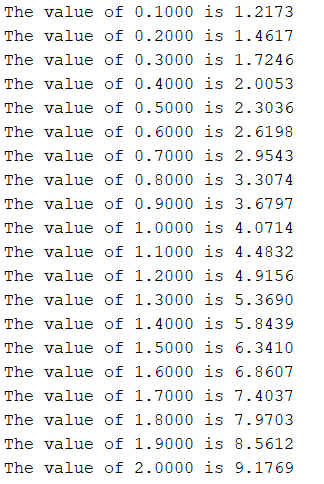 The value of 0.1000 is 1.2173
The value of 0.2000 is 1.4617
The value of 0.3000 is 1.7246
The value of 0.4000 is 2.0053
The value of 0.5000 is 2.3036
The value of 0.6000 is 2.6198
The value of 0.7000 is 2.9543
The value of 0.8000 is 3.3074
The value of 0.9000 is 3.6797
The value of 1.0000 is 4.0714
The value of 1.1000 is 4.4832
The value of 1.2000 is 4.9156
The value of 1.3000 is 5.3690
The value of 1.4000 is 5.8439
The value of 1.5000 is 6.3410
The value of 1.6000 is 6.8607
The value of 1.7000 is 7.4037
The value of 1.8000 is 7.9703
The value of 1.9000 is 8.5612
The value of 2.0000 is 9.1769